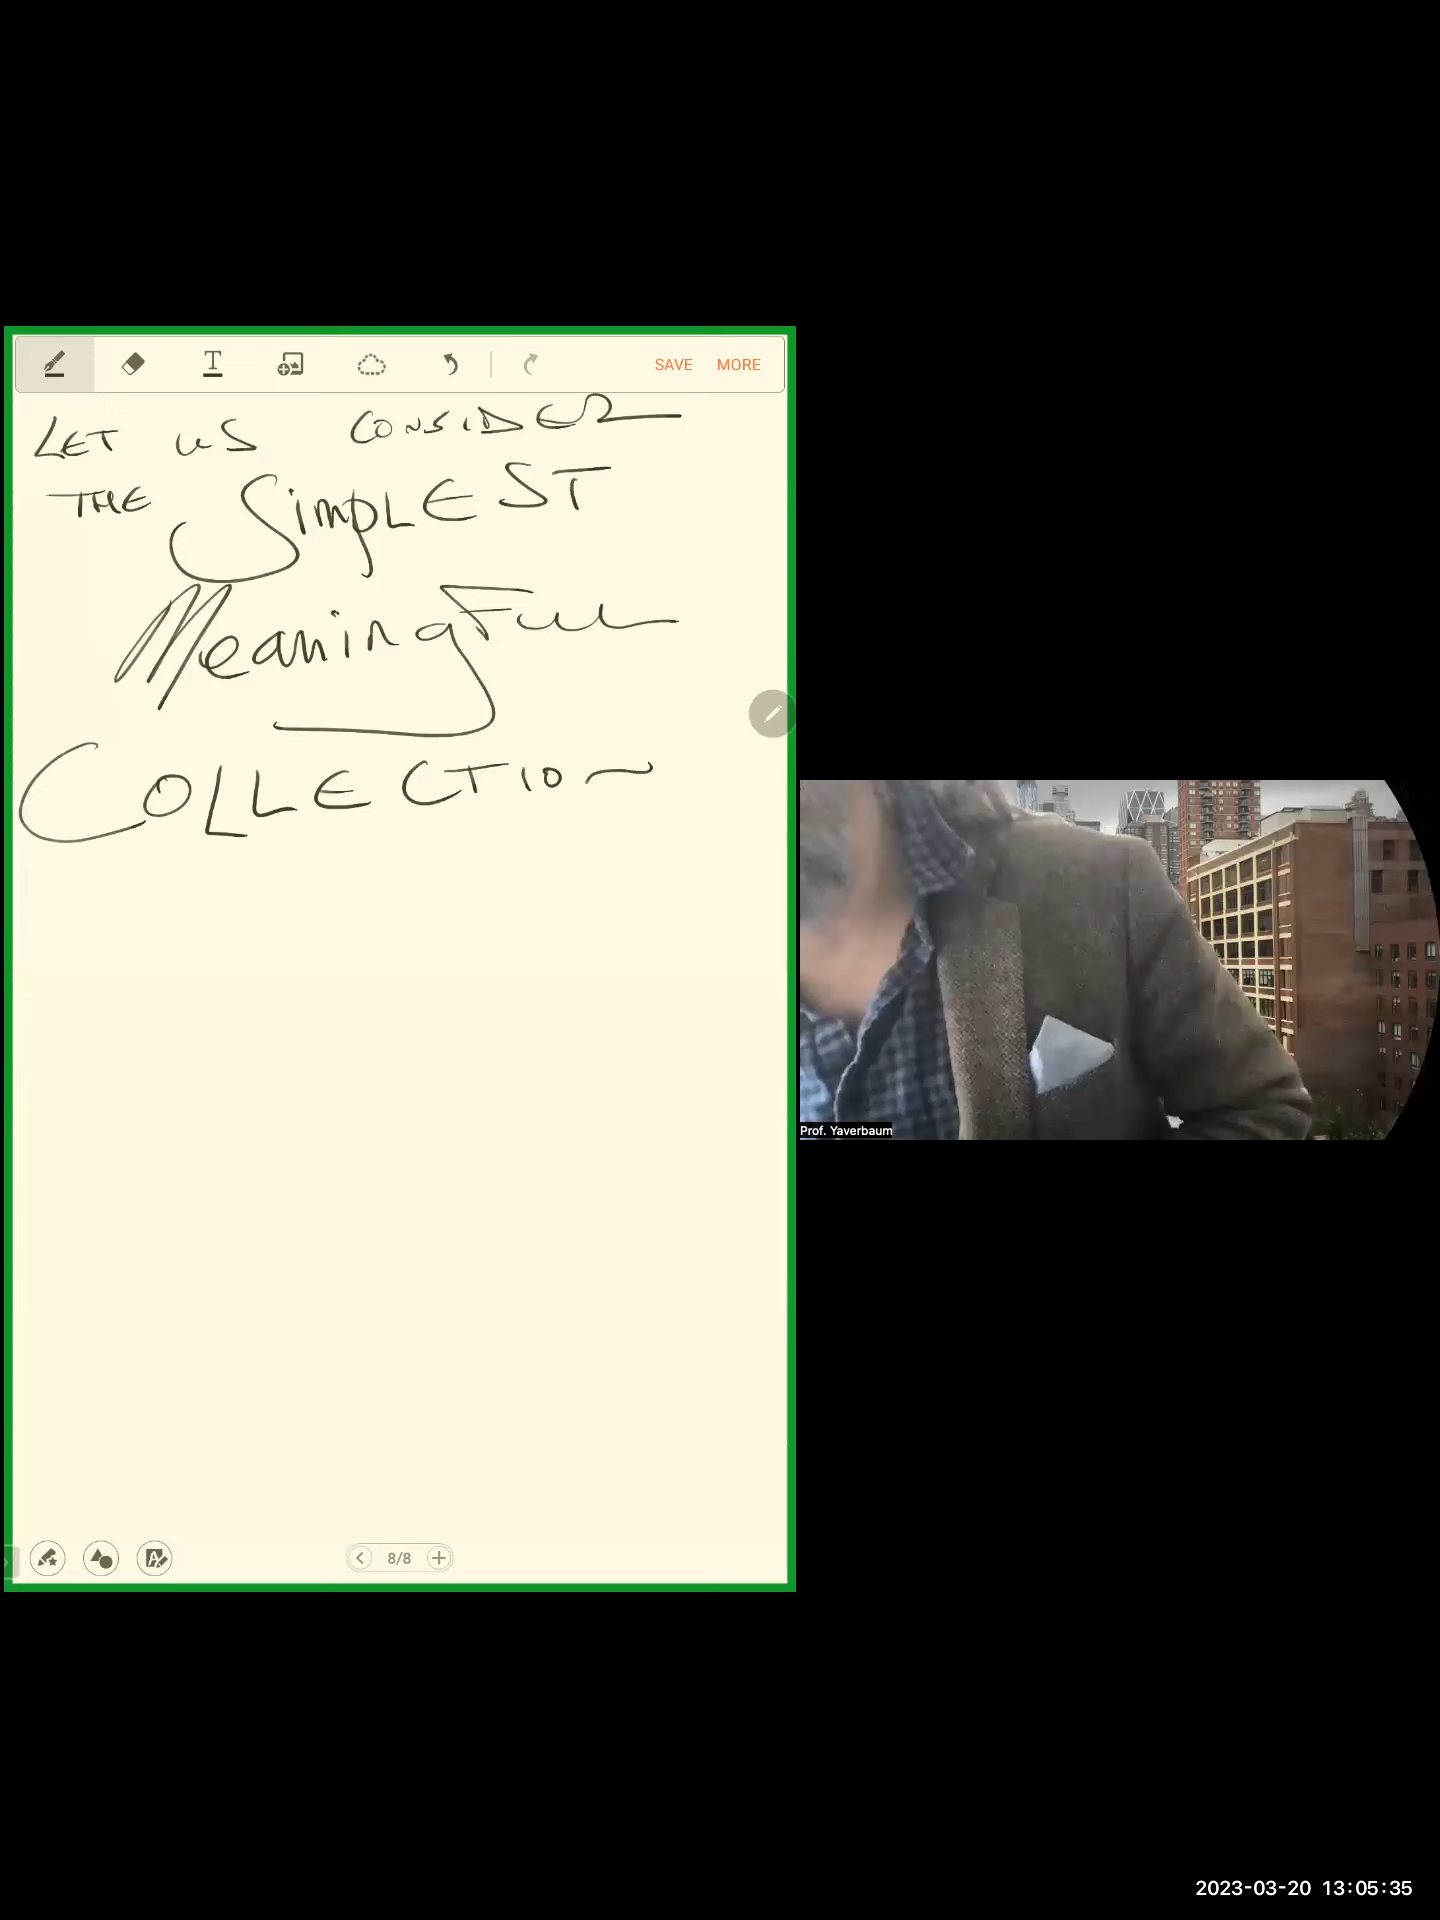 SAVE MORE
LET US CONSIDER
THE SimpLEST
MeaningFul
COLLECTION
Prof. Yaverbaum
8/8
2023-03-20 13:05:35